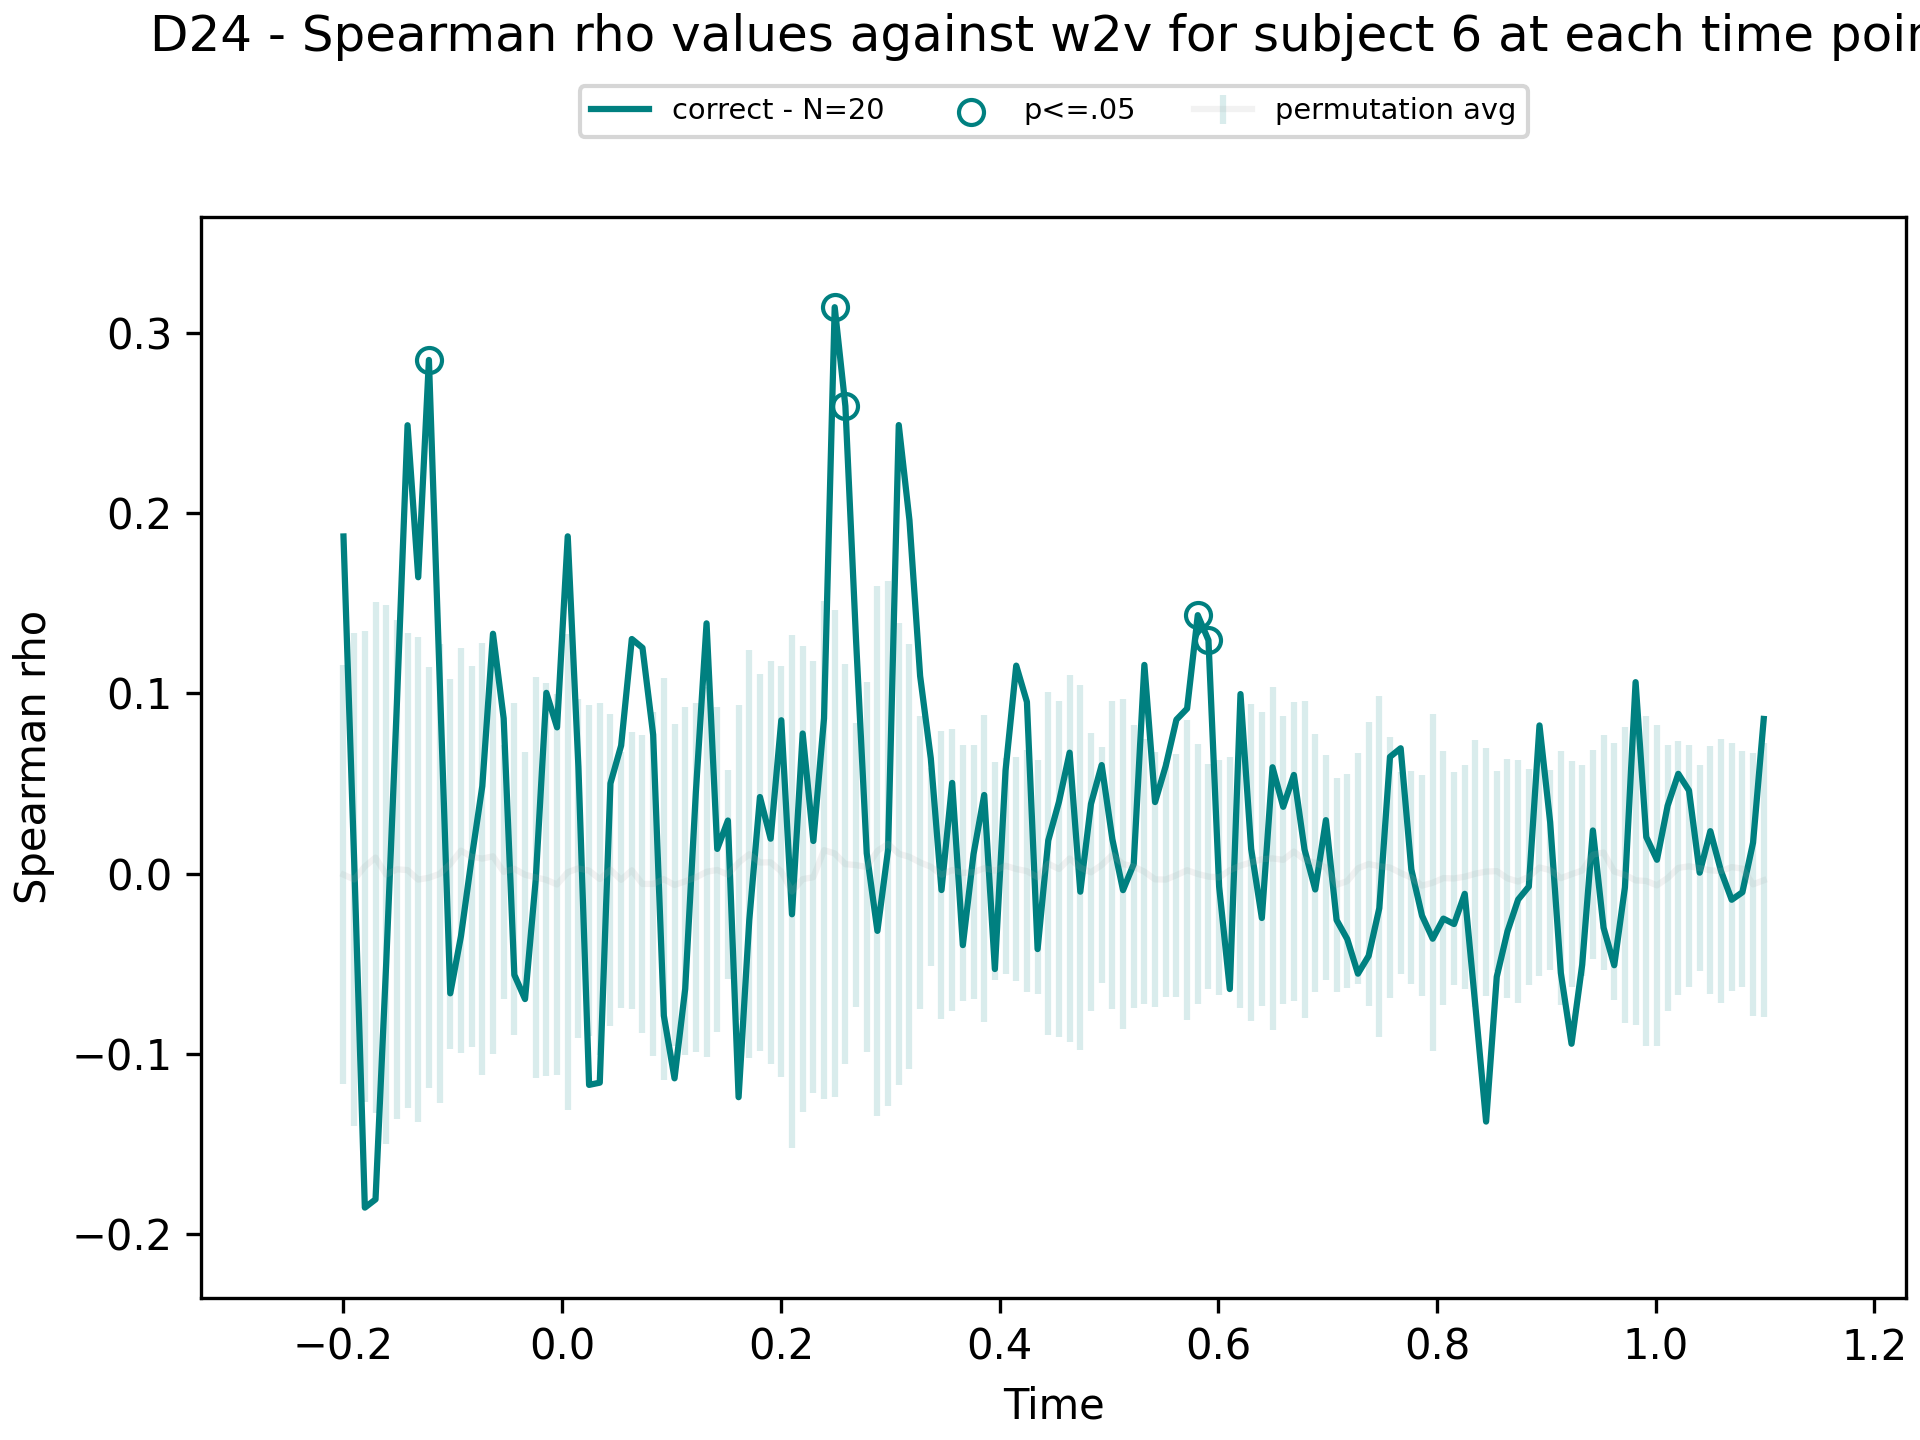 D24 - Spearman rho values against w2v for subject 6 at each time
correct - N=20 p<=.05 permutation avg
Spearman rho
0.3
0.2
0.1
0.0
−0.1
−0.2
−0.2 0.0 0.2 0.4 0.6 0.8 1.0 1.2
Time